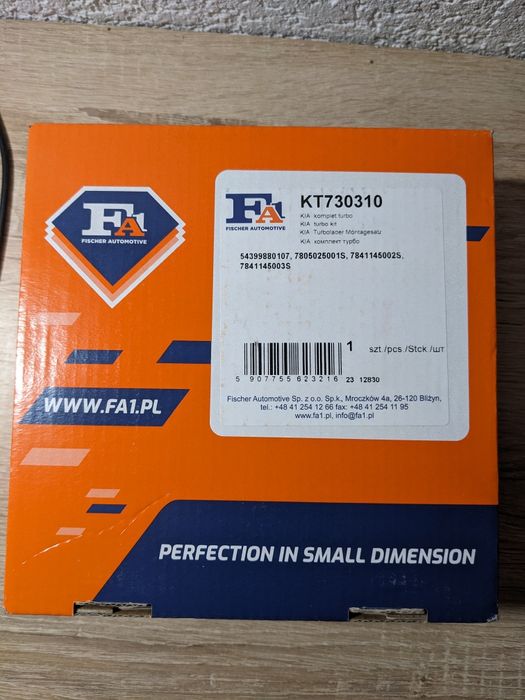 FA1
FISCHER AUTOMOTIVE
WWW.FA1.PL
FA1
FISCHER AUTOMOTIVE
KT730310
KIA komplet turbo
KIA turbo kit
KIA Turbolader Montagesatz
KIA комплект турбо
54399880107, 7805025001S, 7841145002S,
7841145003S
1 szt./pcs./Stck./шт
5 907755 623216 23 12830
Fischer Automotive Sp. z o.o. Sp.k., Mroczków 4a, 26-120 Bliżyn,
tel.: +48 41 254 12 66 fax: +48 41 254 11 95
www.fa1.pl, info@fa1.pl
PERFECTION IN SMALL DIMENSION